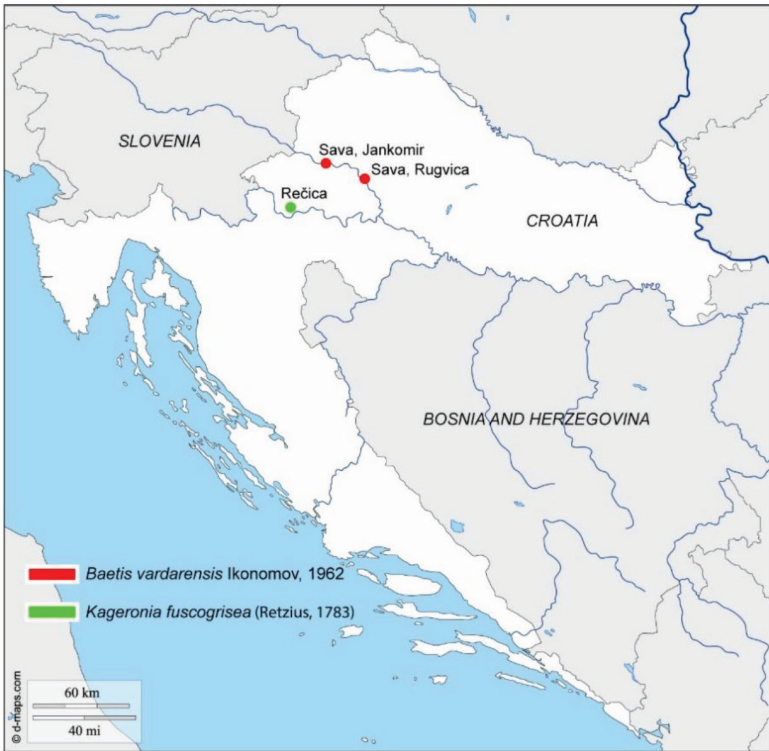 SLOVENIA
Sava, Jankomir
Sava, Rugvica
Rečica
CROATIA
BOSNIA AND HERZEGOVINA
Baetis vardarensis Ikonomov, 1962
Kageronia fuscogrisea (Retzius, 1783)
60 km
40 mi
© d-maps.com